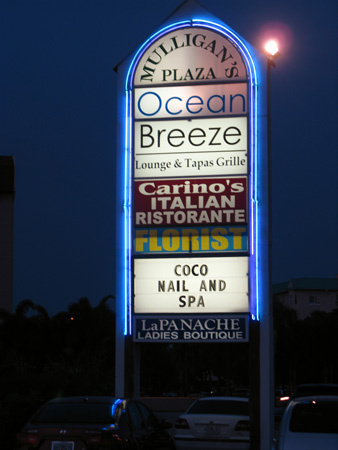 MULLIGAN'S
PLAZA
Ocean
Breeze
Lounge & Tapas Grille
Carino's
ITALIAN
RISTORANTE
FLORIST
COCO
NAIL AND
SPA
LaPANACHE
LADIES BOUTIQUE